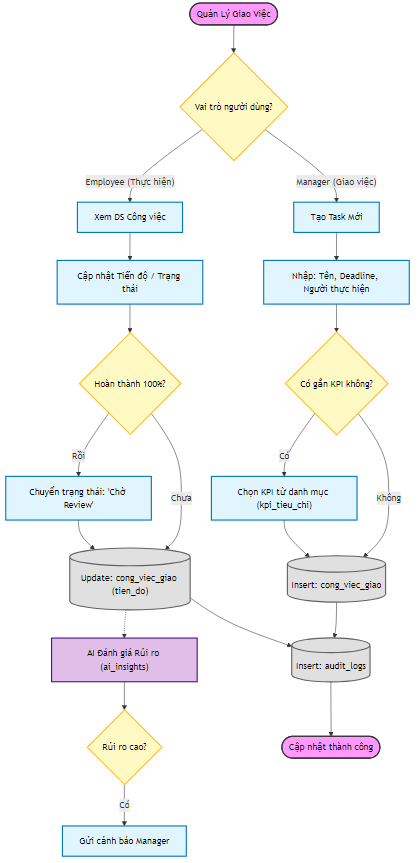 Quản Lý Giao Việc
Vai trò người dùng?
Employee (Thực hiện)
Manager (Giao việc)
Xem DS Công việc
Tạo Task Mới
Cập nhật Tiến độ / Trạng
thái
Nhập: Tên, Deadline,
Người thực hiện
Hoàn thành 100%?
Có gắn KPI không?
Rồi
Có
Chuyển trạng thái: 'Chờ
Review'
Chưa
Chọn KPI từ danh mục
(kpi_tieu_chi)
Không
Update: cong_viec_giao
(tien_do)
Insert: cong_viec_giao
AI Đánh giá Rủi ro
(ai_insights)
Insert: audit_logs
Rủi ro cao?
Cập nhật thành công
Có
Gửi cảnh báo Manager